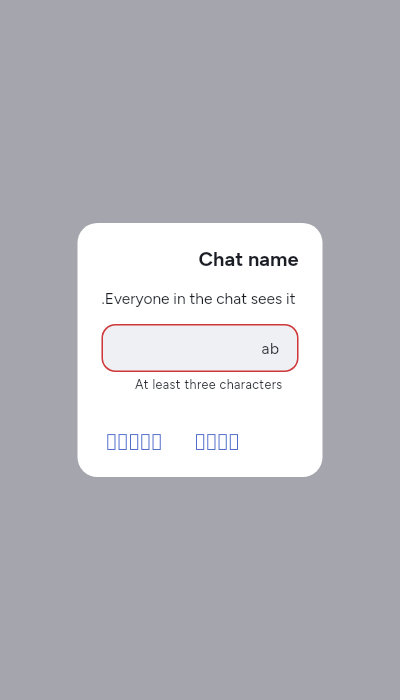 Chat name
Everyone in the chat sees it.
ab
At least three characters